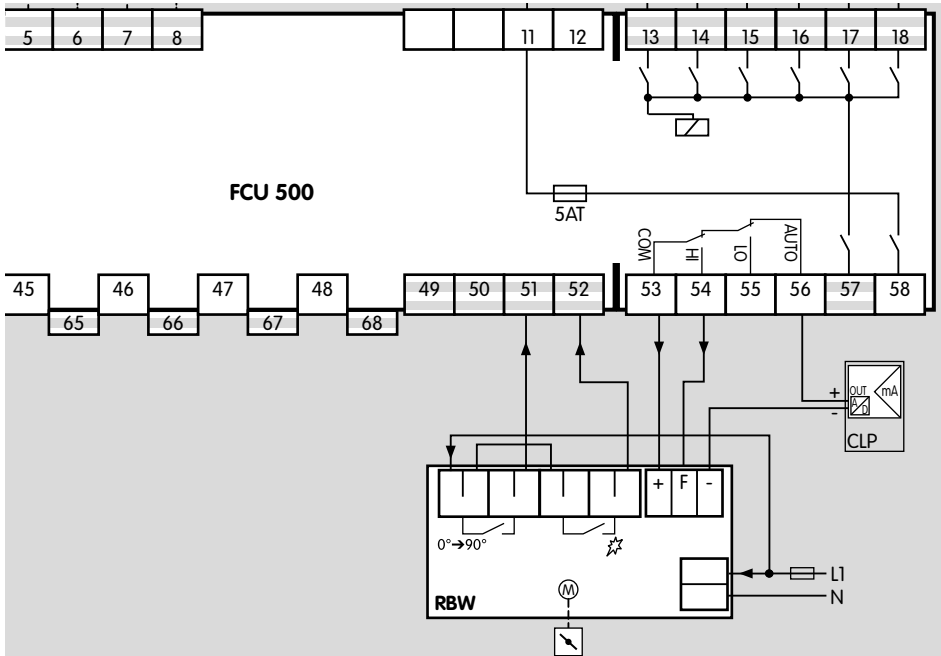 5 6 7 8 11 12 13 14 15 16 17 18
FCU 500
5AT
COM HI LO AUTO
45 46 47 48 49 50 51 52 53 54 55 56 57 58
65 66 67 68
+ OUT mA
- A/D
CLP
+ F -
0°→90°
L1
M
RBW
N